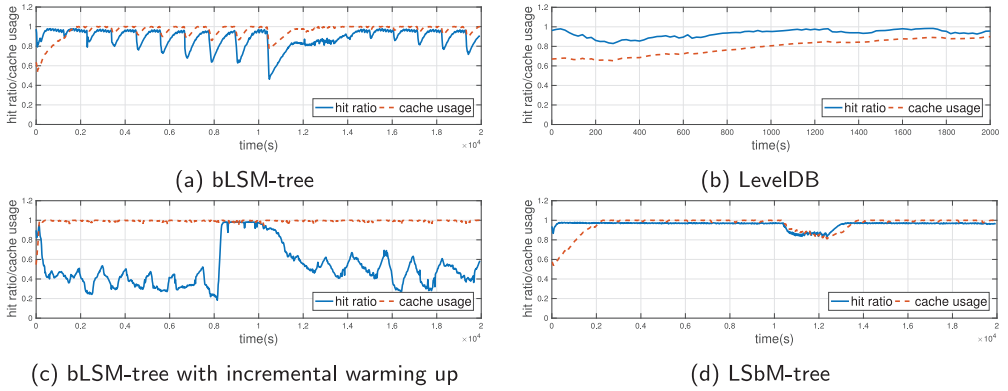 hit ratio/cache usage
1.2
1
0.8
0.6
0.4
0.2
0
hit ratio cache usage
0 0.2 0.4 0.6 0.8 1 1.2 1.4 1.6 1.8 2
time(s)
×10⁴
(a) bLSM-tree
hit ratio/cache usage
1.2
1
0.8
0.6
0.4
0.2
0
hit ratio cache usage
0 200 400 600 800 1000 1200 1400 1600 1800 2000
time(s)
(b) LevelDB
hit ratio/cache usage
1.2
1
0.8
0.6
0.4
0.2
0
hit ratio cache usage
0 0.2 0.4 0.6 0.8 1 1.2 1.4 1.6 1.8 2
time(s)
×10⁴
(c) bLSM-tree with incremental warming up
hit ratio/cache usage
1.2
1
0.8
0.6
0.4
0.2
0
hit ratio cache usage
0 0.2 0.4 0.6 0.8 1 1.2 1.4 1.6 1.8 2
time(s)
×10⁴
(d) LSbM-tree